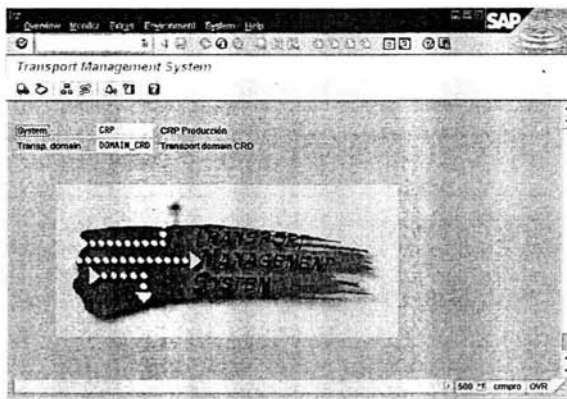 Overview Monitor Extras Environment System Help
SAP
Transport Management System
System CRP CRP Producción
Transp. domain DOMAIN_CRD Transport domain CRD
TRANSPORT
MANAGEMENT
SYSTEM
500 crmpro OVR